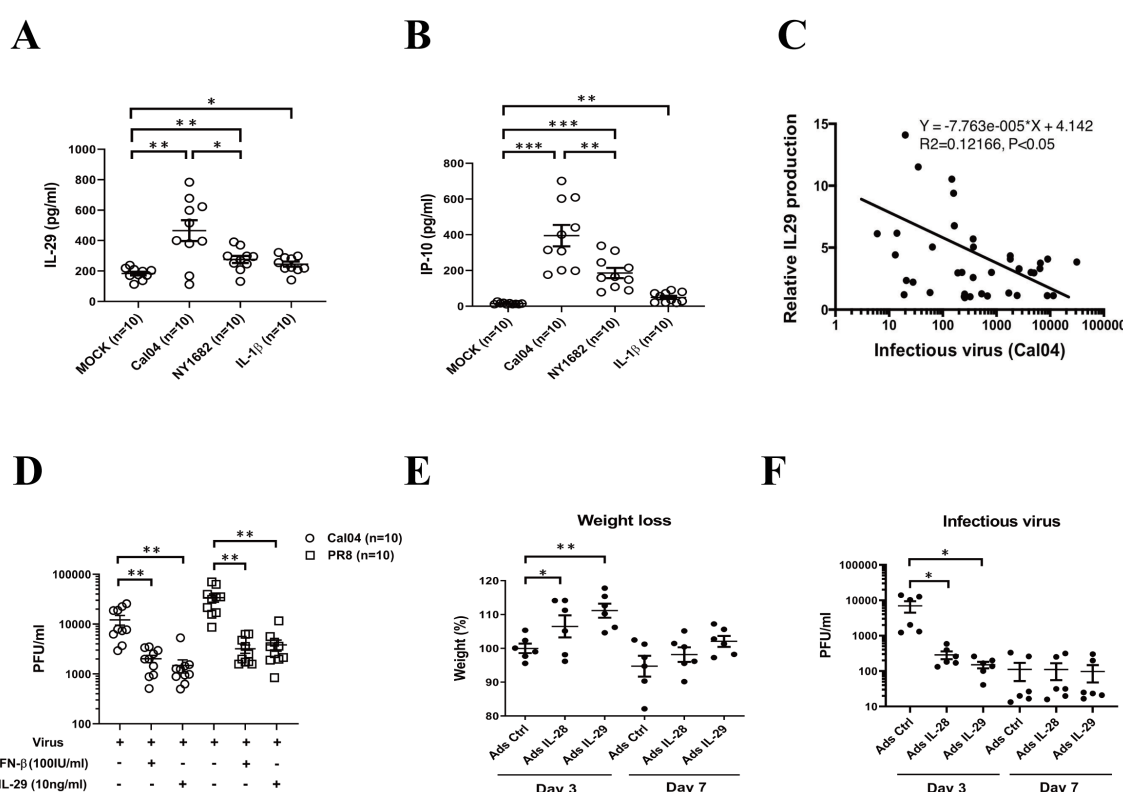 A
B
C
*
**
** *
1000
800
600
400
200
0
IL-29 (pg/ml)
MOCK (n=10)
Cal04 (n=10)
NY1682 (n=10)
IL-1β (n=10)
**
***
*** **
800
600
400
200
0
IP-10 (pg/ml)
MOCK (n=10)
Cal04 (n=10)
NY1682 (n=10)
IL-1β (n=10)
Y = -7.763e-005*X + 4.142
R2=0.12166, P<0.05
15
10
5
0
Relative IL29 production
1 10 100 1000 10000 100000
Infectious virus (Cal04)
D
E
F
** **
** **
Cal04 (n=10)
PR8 (n=10)
100000
10000
1000
100
PFU/ml
Virus + + + + + +
FN-β(100IU/ml) - + - - + -
IL-29 (10ng/ml) - - + - - +
Weight loss
**
*
120
110
100
90
80
Weight (%)
Ads Ctrl
Ads IL-28
Ads IL-29
Ads Ctrl
Ads IL-28
Ads IL-29
Day 3 Day 7
Infectious virus
*
*
100000
10000
1000
100
10
PFU/ml
Ads Ctrl
Ads IL-28
Ads IL-29
Ads Ctrl
Ads IL-28
Ads IL-29
Day 3 Day 7